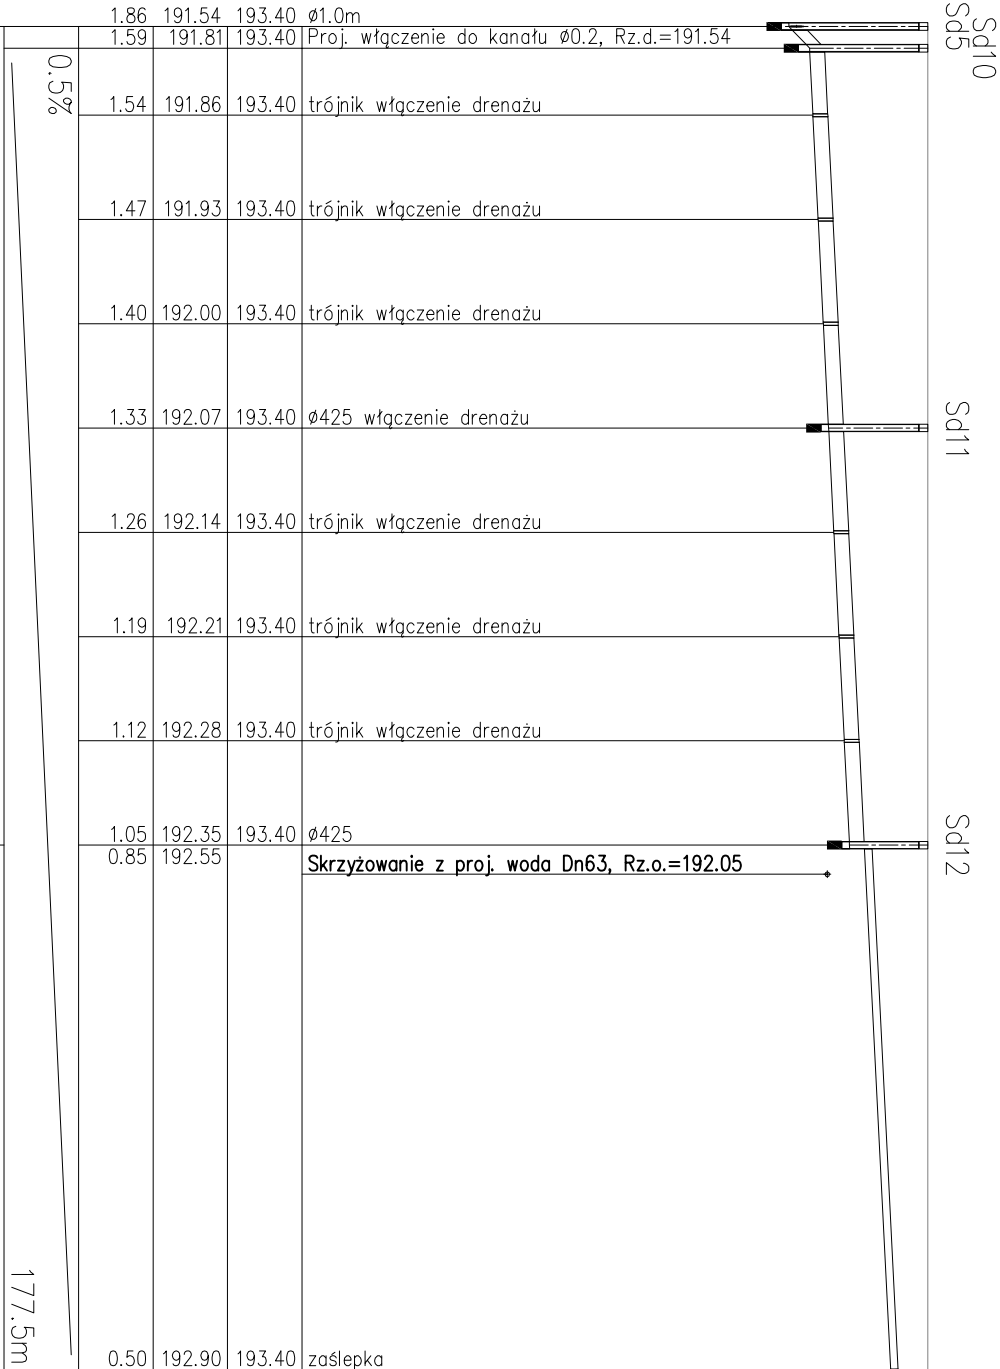 1.86 191.54 193.40 ø1.0m
1.59 191.81 193.40 Proj. włączenie do kanału ø0.2, Rz.d.=191.54
1.54 191.86 193.40 trójnik włączenie drenażu
1.47 191.93 193.40 trójnik włączenie drenażu
1.40 192.00 193.40 trójnik włączenie drenażu
1.33 192.07 193.40 ø425 włączenie drenażu
1.26 192.14 193.40 trójnik włączenie drenażu
1.19 192.21 193.40 trójnik włączenie drenażu
1.12 192.28 193.40 trójnik włączenie drenażu
1.05 192.35 193.40 ø425
0.85 192.55
Skrzyżowanie z proj. woda Dn63, Rz.o.=192.05
0.50 192.90 193.40 zaślepka
0.5%
177.5m
Sd5
Sd10
Sd11
Sd12